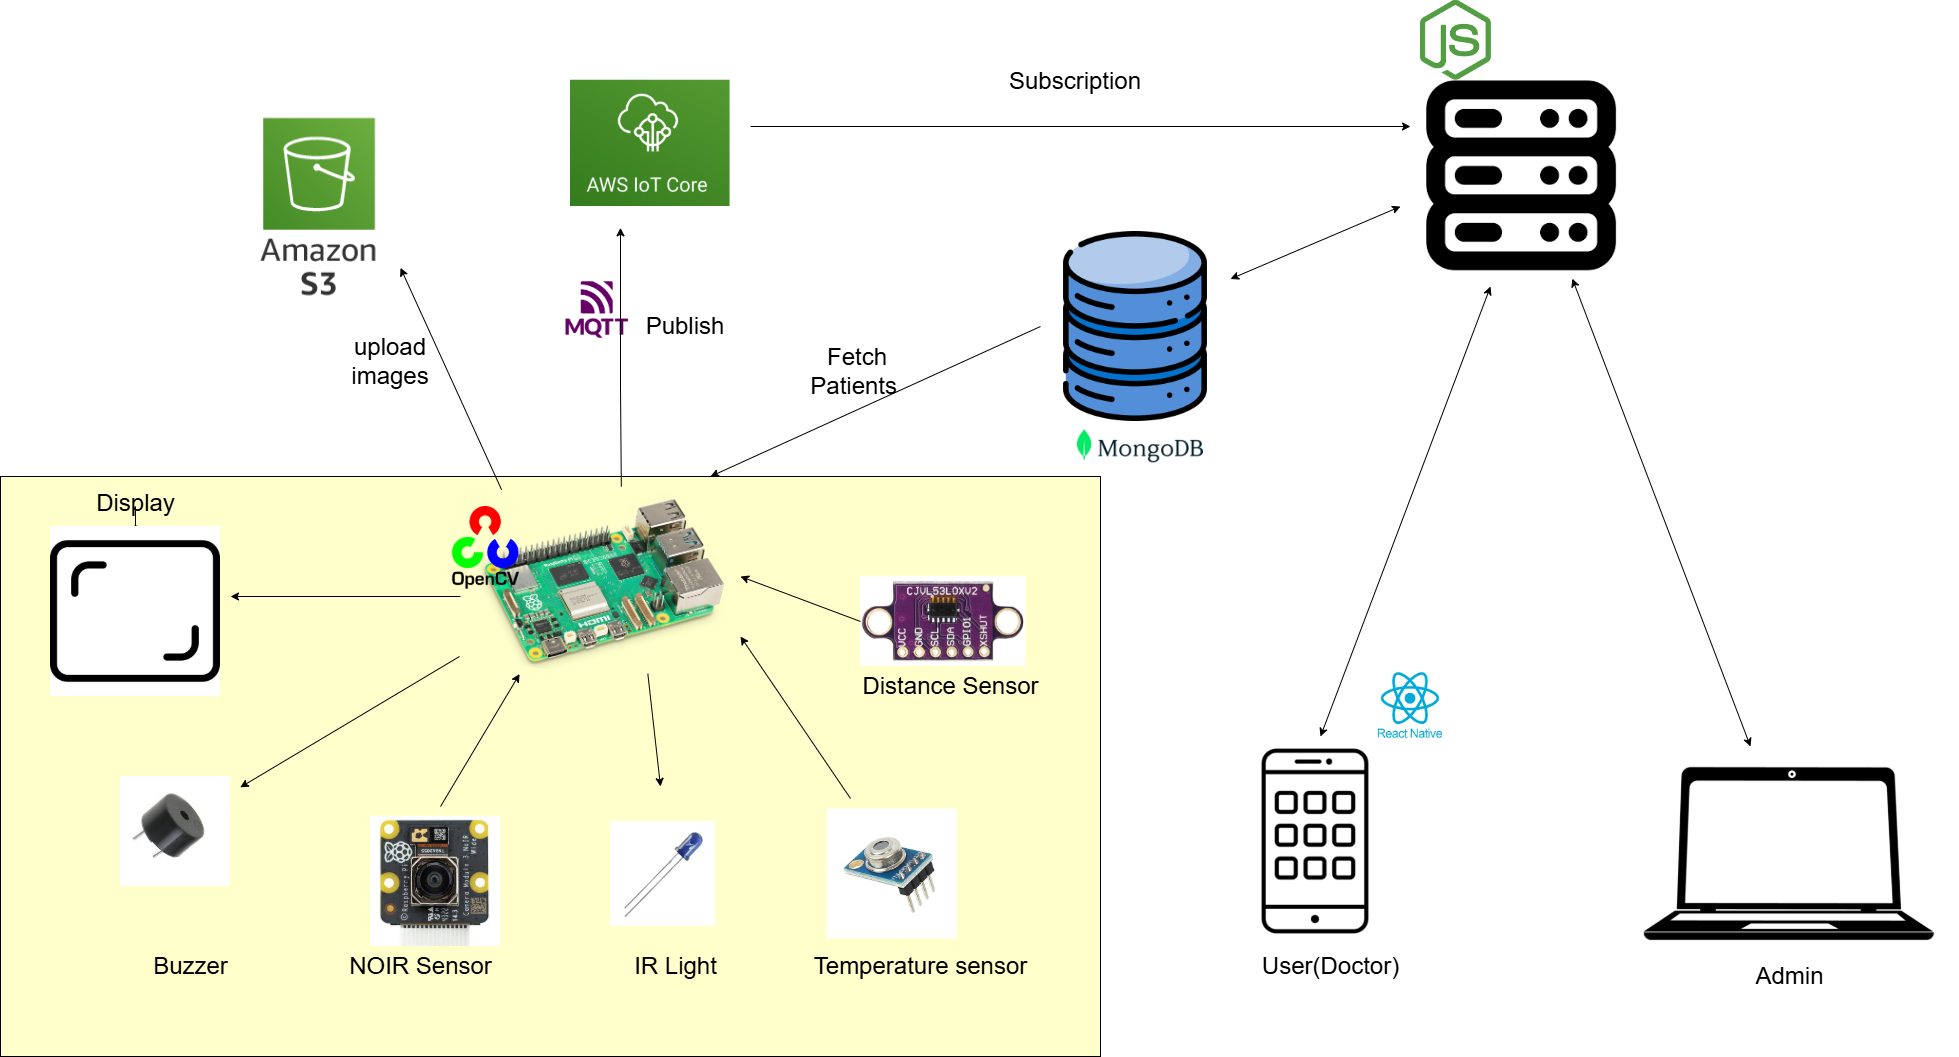 JS
Subscription
AWS IoT Core
Amazon
S3
MQTT
Publish
upload
images
Fetch
Patients
MongoDB
Display
OpenCV
HDMI
CJVL53L0XV2
VCC
GND
SCL
SDA
GPIO1
XSHUT
Distance Sensor
React Native
Buzzer
NOIR Sensor
IR Light
Temperature sensor
User(Doctor)
Admin